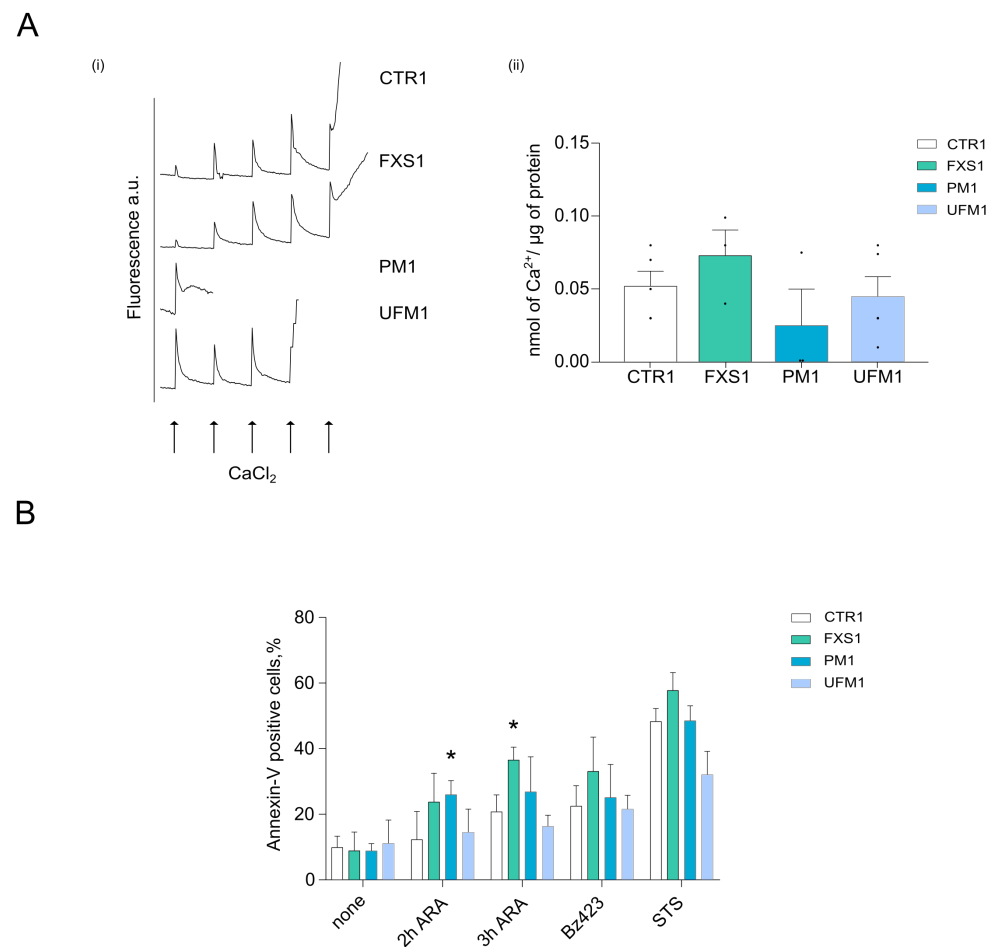 A
(i)
CTR1
FXS1
PM1
UFM1
Fluorescence a.u.
CaCl₂
(ii)
nmol of Ca²⁺/ µg of protein
0.15
0.10
0.05
0.00
CTR1 FXS1 PM1 UFM1
CTR1
FXS1
PM1
UFM1
B
Annexin-V positive cells,%
80
60
40
20
0
* *
none 2h ARA 3h ARA Bz423 STS
CTR1
FXS1
PM1
UFM1